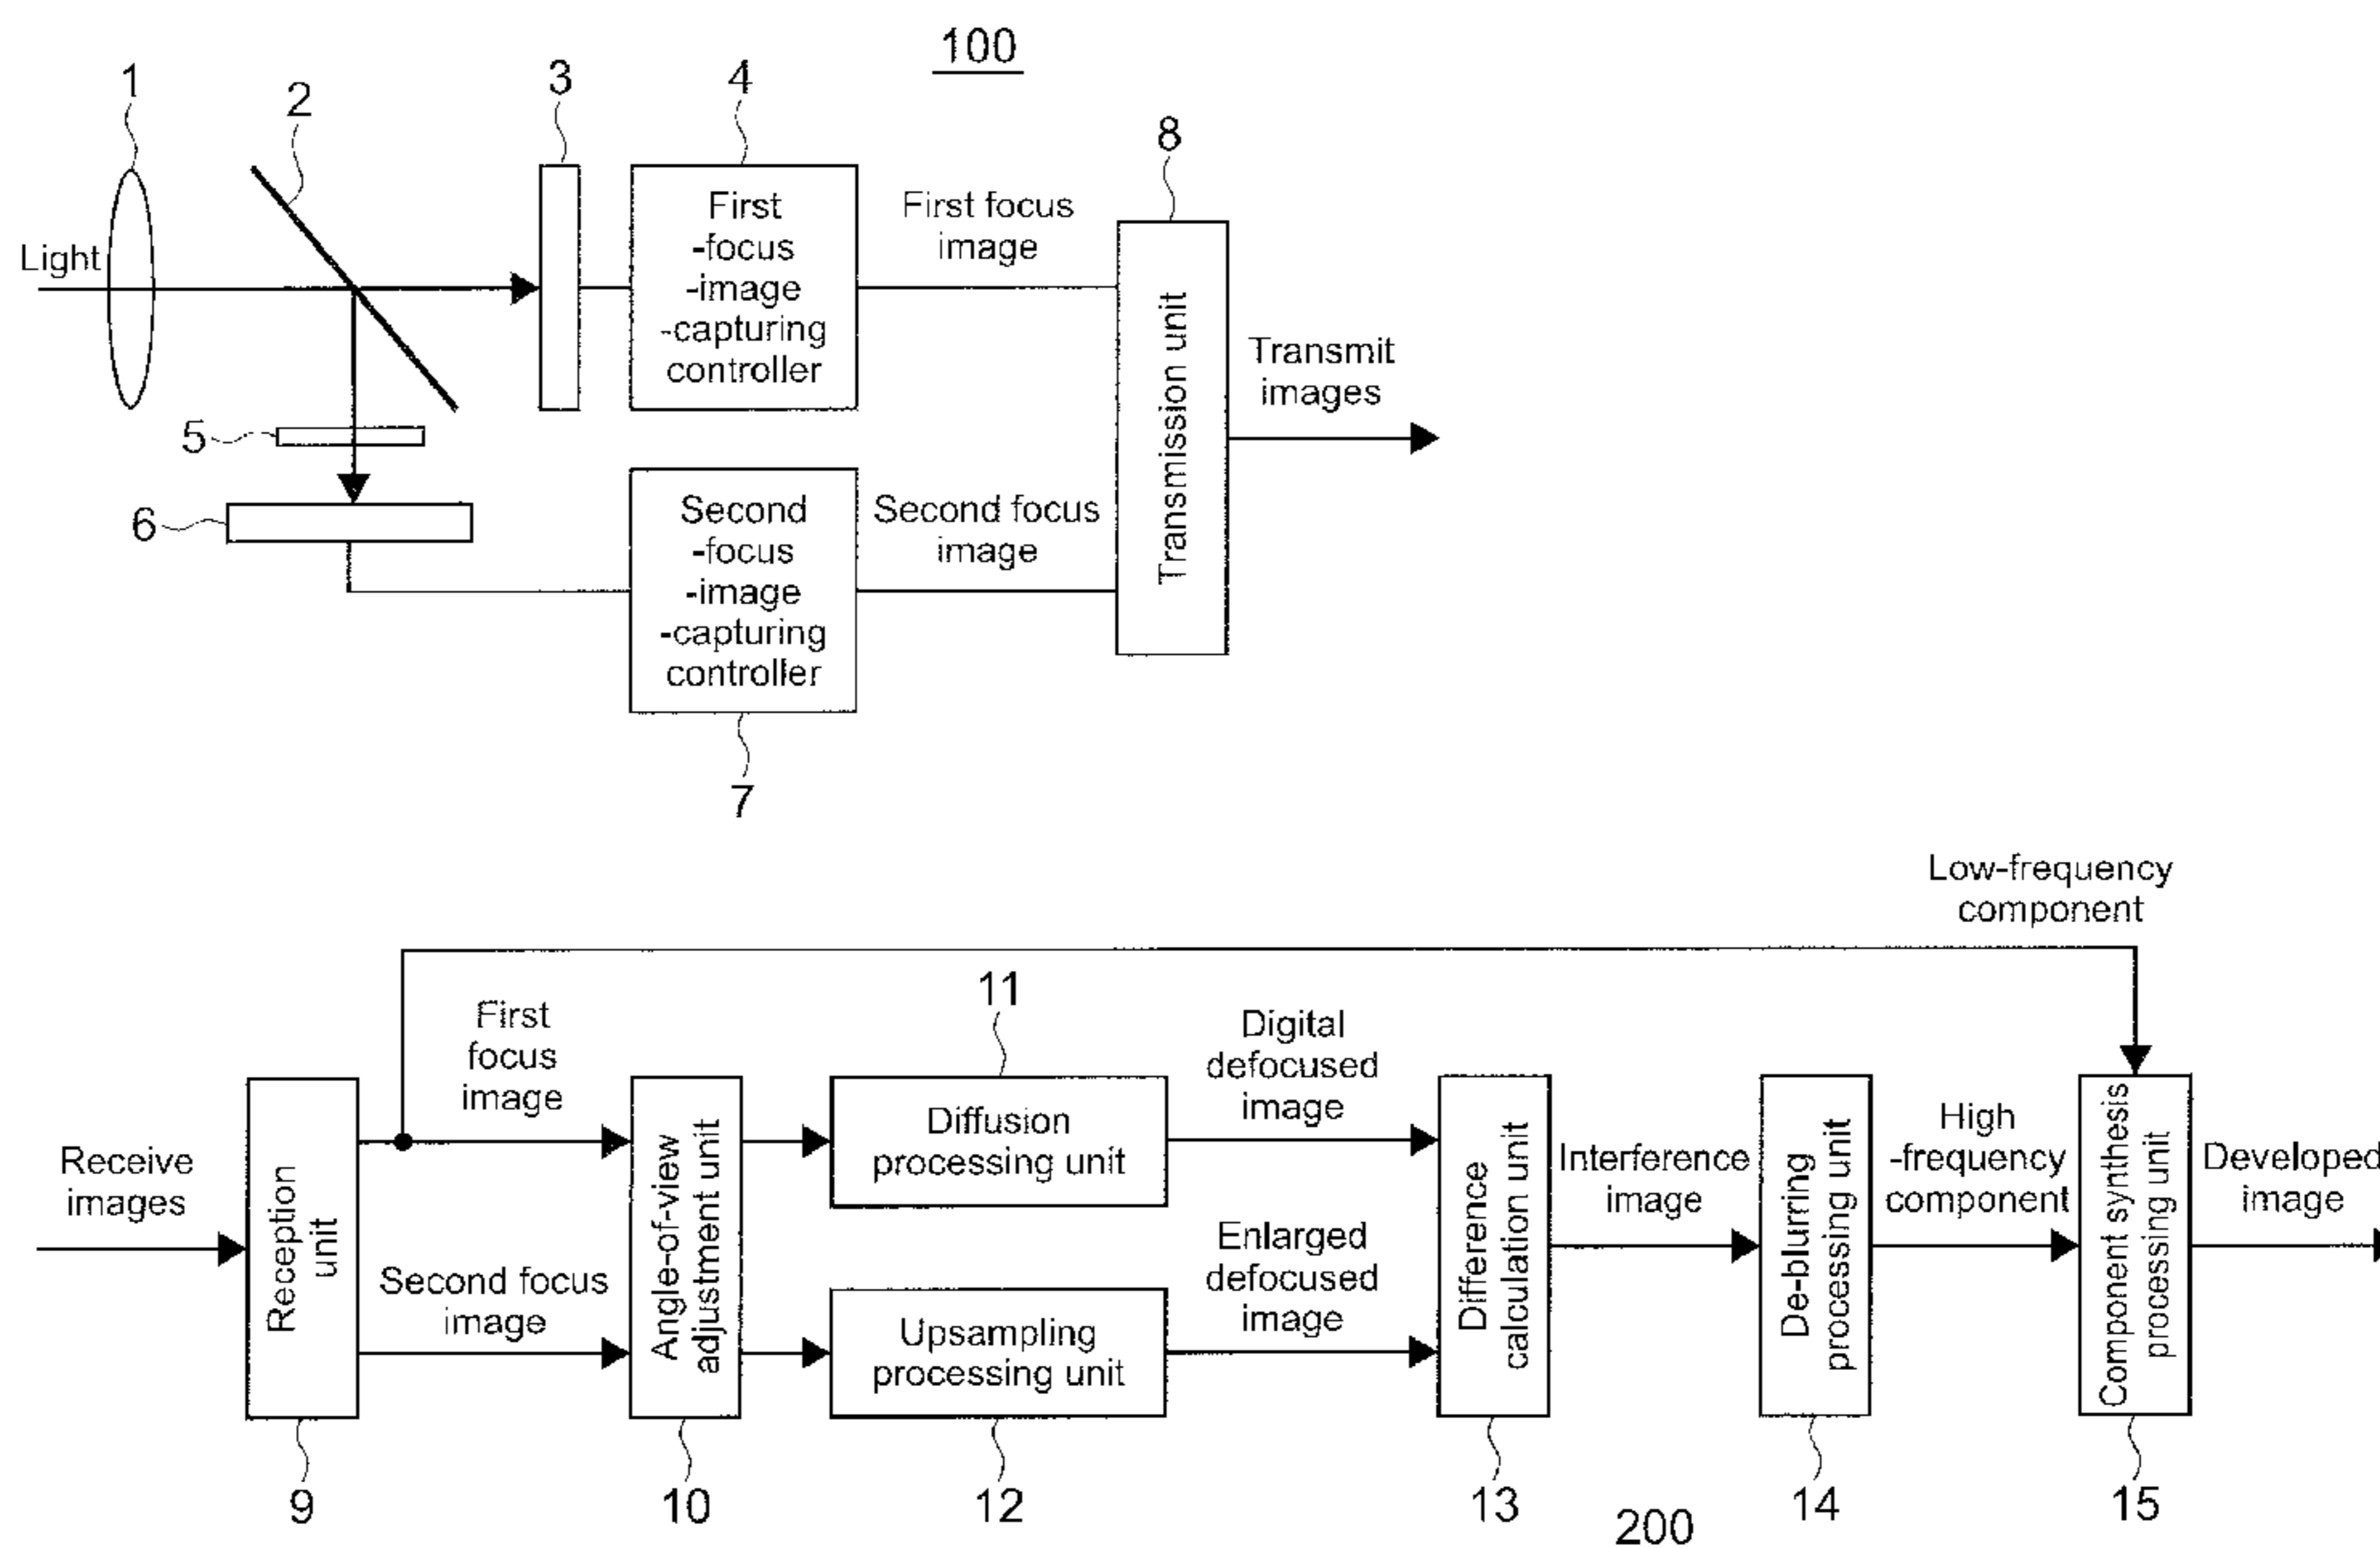 100
1
2
3
4
8
Light
First
-focus
-image
-capturing
controller
First focus
image
Transmission unit
Transmit
images
5
6
Second
-focus
-image
-capturing
controller
Second focus
image
7
Low-frequency
component
11
First
focus
image
Digital
defocused
image
Receive
images
Reception
unit
Angle-of-view
adjustment unit
Diffusion
processing unit
Difference
calculation unit
Interference
image
De-blurring
processing unit
High
-frequency
component
Component synthesis
processing unit
Developed
image
Second focus
image
Upsampling
processing unit
Enlarged
defocused
image
9
10
12
13
14
15
200